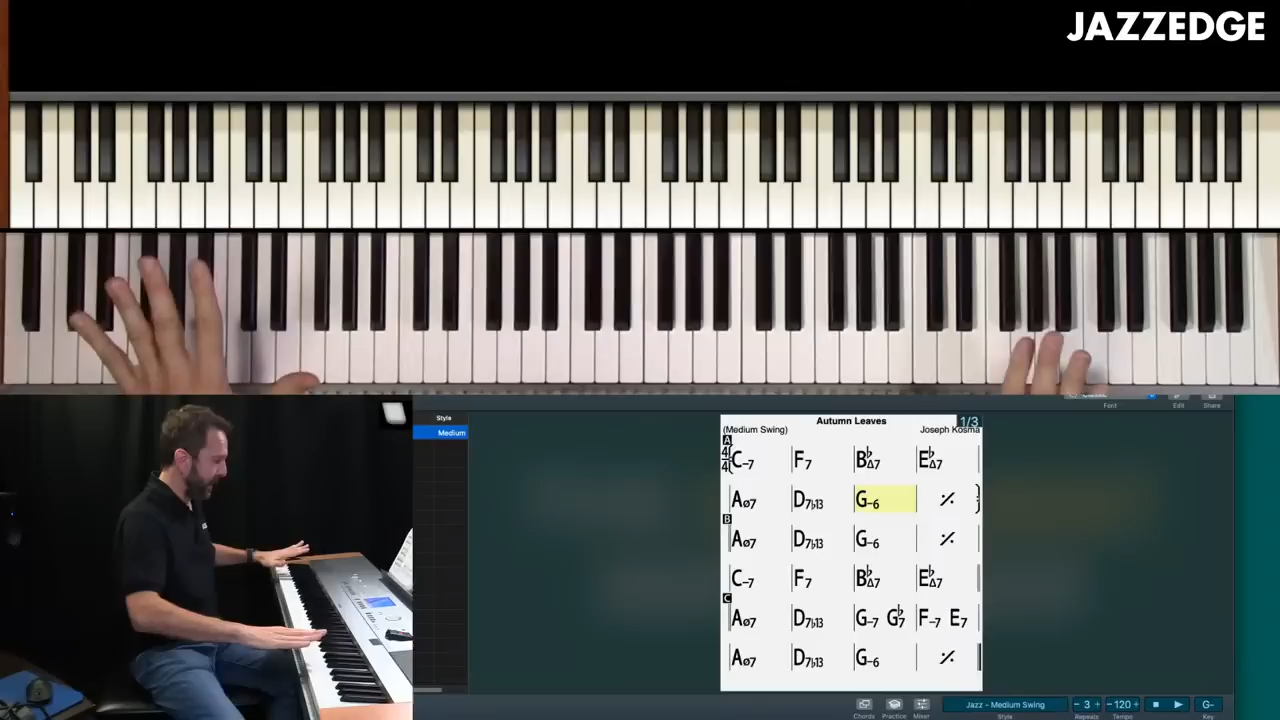 JAZZEDGE
Font
Edit
Share
Style
Medium
Autumn Leaves
1/3
(Medium Swing)
Joseph Kosma
A
4/4
C-7 F7 B♭Δ7 E♭Δ7
Aø7 D7♭13 G-6 𝄎
B
Aø7 D7♭13 G-6 𝄎
C-7 F7 B♭Δ7 E♭Δ7
C
Aø7 D7♭13 G-7 G♭7 F-7 E7
Aø7 D7♭13 G-6 𝄎
Chords
Practice
Mixer
Jazz - Medium Swing
Style
- 3 +
Repeats
- 120 +
Tempo
G-
Key